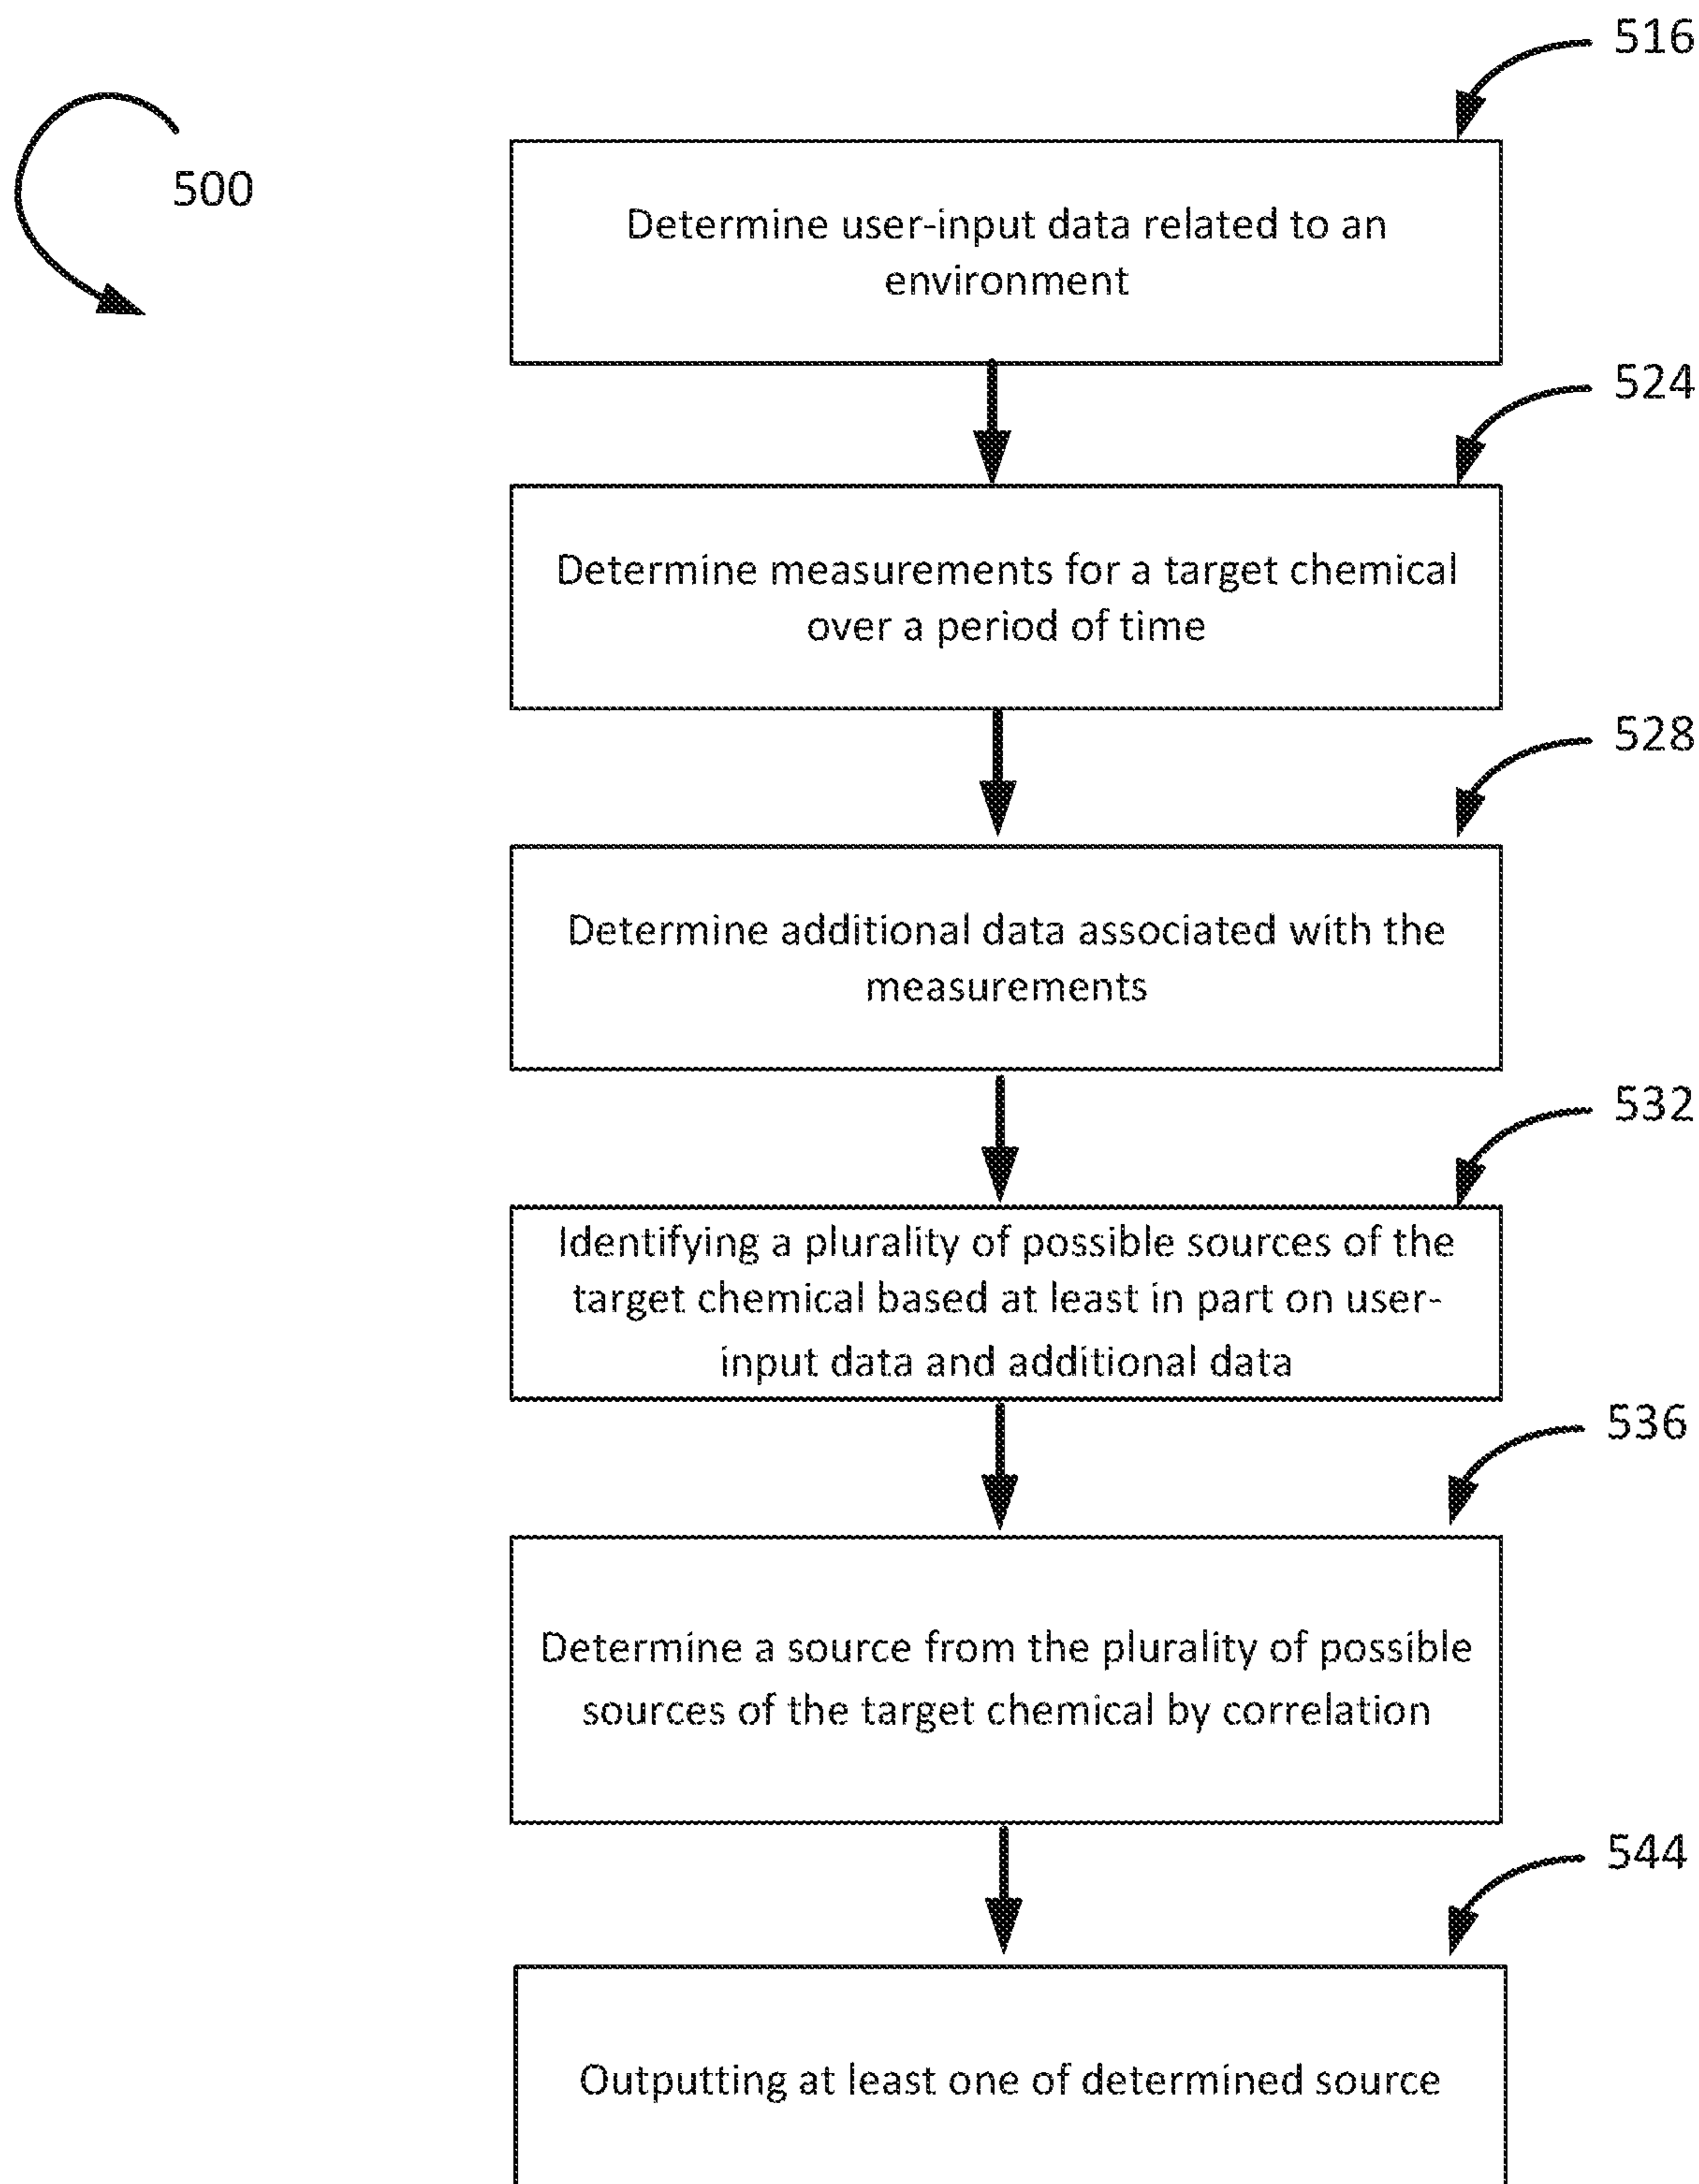 516
500
Determine user-input data related to an
environment
524
Determine measurements for a target chemical
over a period of time
528
Determine additional data associated with the
measurements
532
Identifying a plurality of possible sources of the
target chemical based at least in part on user-
input data and additional data
536
Determine a source from the plurality of possible
sources of the target chemical by correlation
544
Outputting at least one of determined source